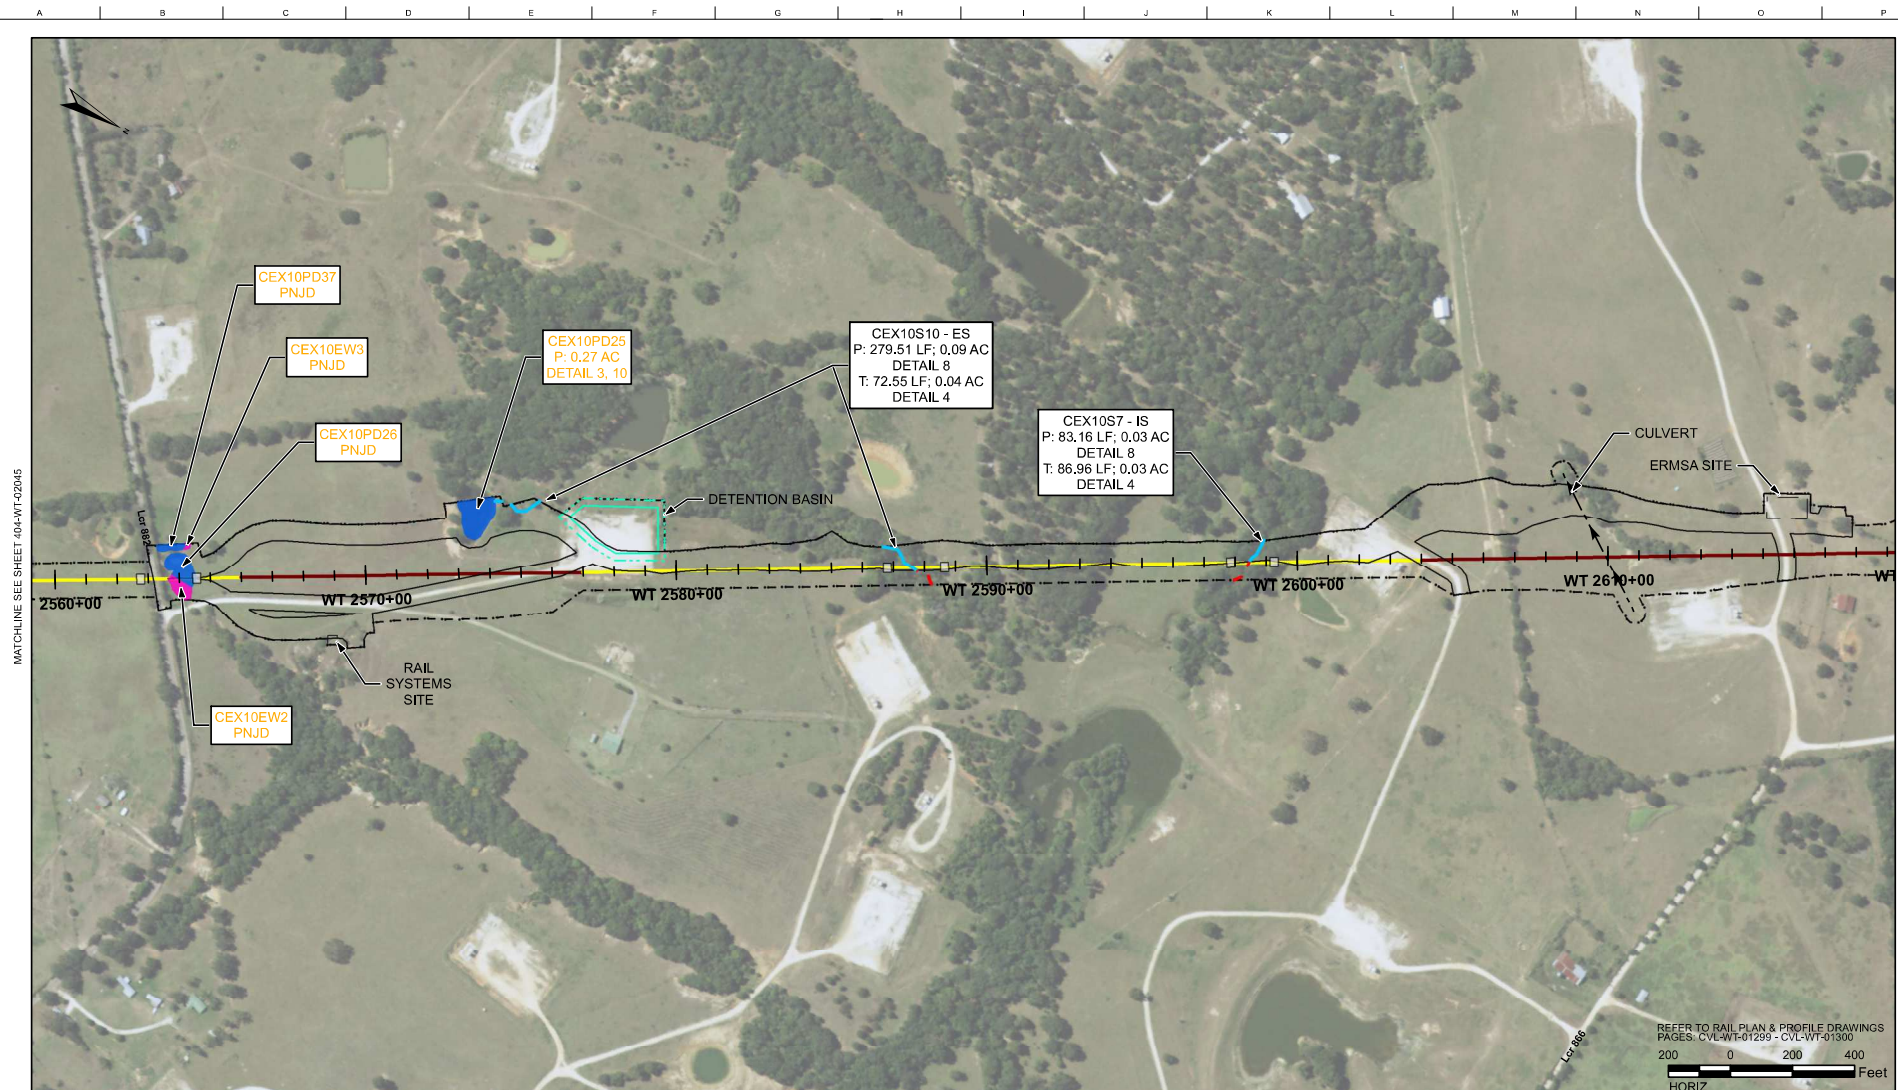 A B C D E F G H I J K L M N O P
N
CEX10PD37
PNJD
CEX10EW3
PNJD
CEX10PD26
PNJD
CEX10PD25
P: 0.27 AC
DETAIL 3, 10
CEX10S10 - ES
P: 279.51 LF; 0.09 AC
DETAIL 8
T: 72.55 LF; 0.04 AC
DETAIL 4
CEX10S7 - IS
P: 83.16 LF; 0.03 AC
DETAIL 8
T: 86.96 LF; 0.03 AC
DETAIL 4
CULVERT
ERMSA SITE
DETENTION BASIN
MATCHLINE SEE SHEET 404-WT-02045
Lcr 882
2560+00
WT 2570+00
WT 2580+00
WT 2590+00
WT 2600+00
WT 2610+00
WT
RAIL
SYSTEMS
SITE
CEX10EW2
PNJD
Lcr 866
REFER TO RAIL PLAN & PROFILE DRAWINGS
PAGES: CVL-WT-01299 - CVL-WT-01300
200 0 200 400
Feet
HORIZ